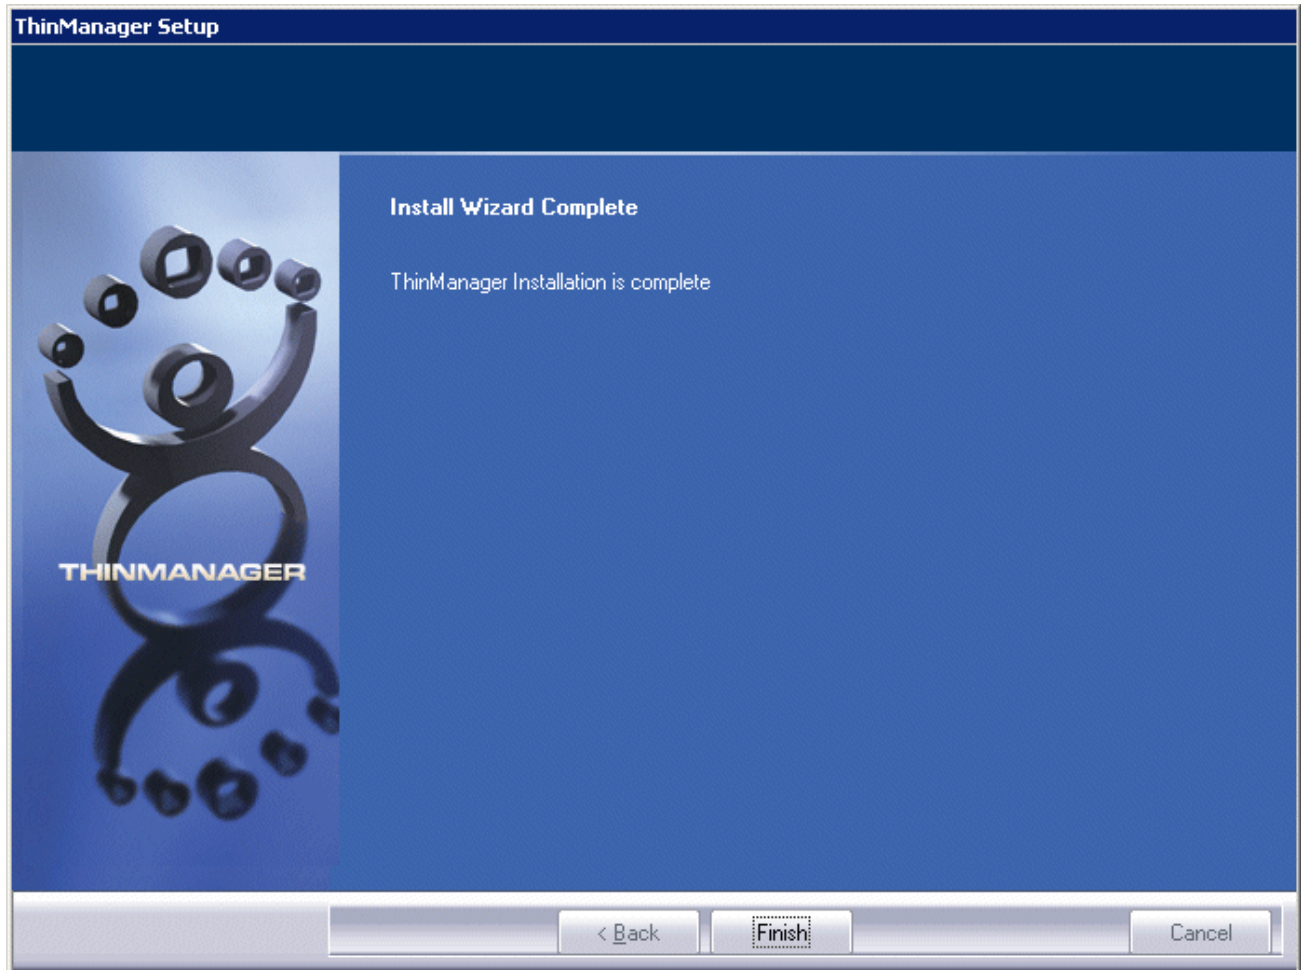 ThinManager Setup
Install Wizard Complete
ThinManager Installation is complete
THINMANAGER
< Back
Finish
Cancel